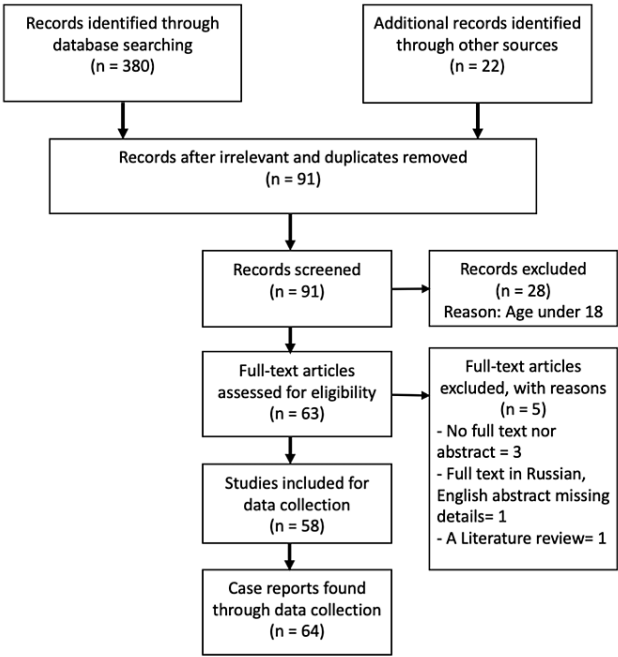 Records identified through
database searching
(n = 380)
Additional records identified
through other sources
(n = 22)
Records after irrelevant and duplicates removed
(n = 91)
Records screened
(n = 91)
Records excluded
(n = 28)
Reason: Age under 18
Full-text articles
assessed for eligibility
(n = 63)
Full-text articles
excluded, with reasons
(n = 5)
- No full text nor
abstract = 3
- Full text in Russian,
English abstract missing
details= 1
- A Literature review= 1
Studies included for
data collection
(n = 58)
Case reports found
through data collection
(n = 64)